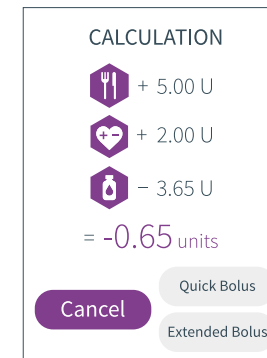 CALCULATION
+ 5.00 U
+ 2.00 U
− 3.65 U
= -0.65 units
Quick Bolus
Cancel
Extended Bolus